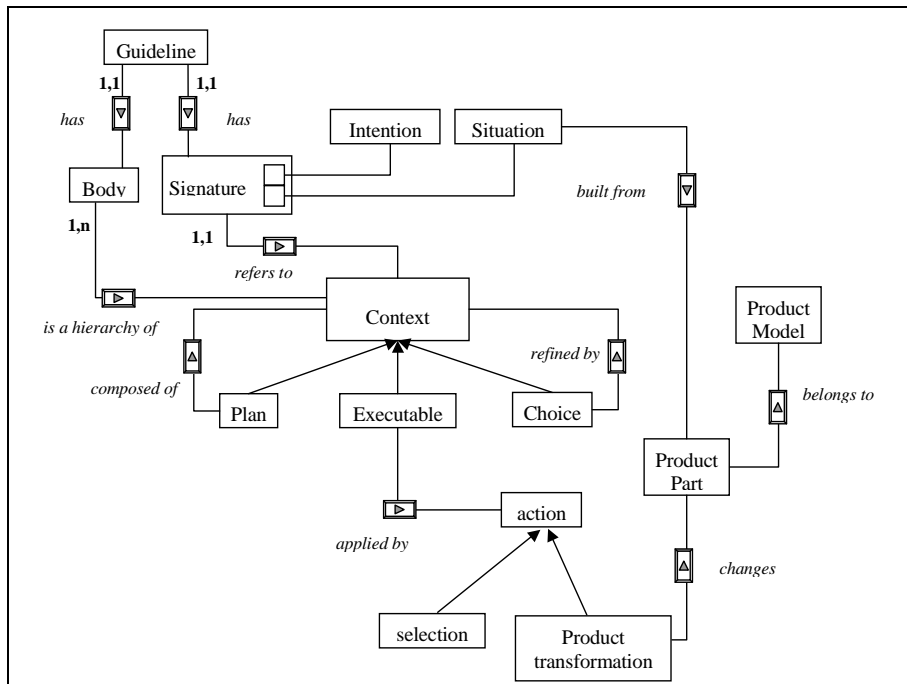 Guideline
1,1 1,1
has has
Intention Situation
Body Signature
built from
1,n 1,1
refers to
is a hierarchy of
Context
Product
Model
refined by
composed of
belongs to
Plan Executable Choice
Product
Part
action
applied by
changes
selection
Product
transformation